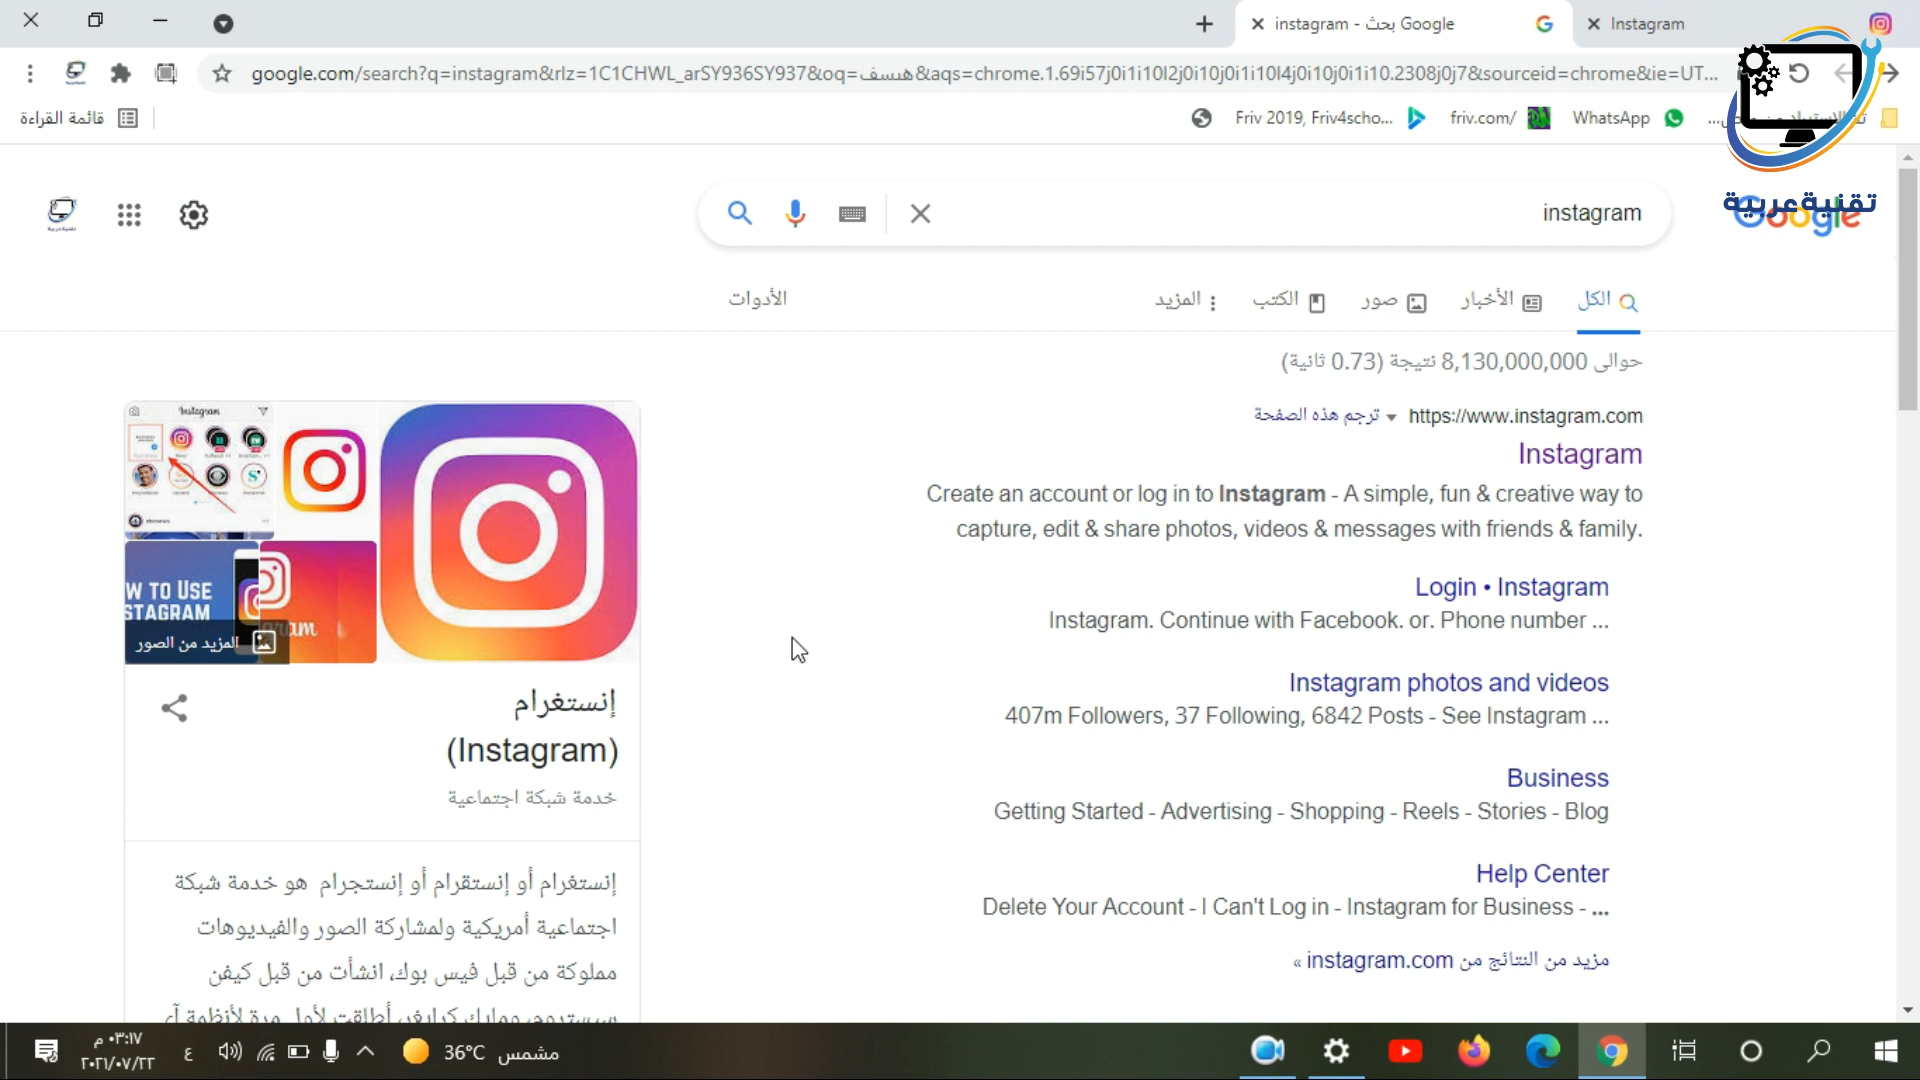 Instagram
instagram - بحث Google
google.com/search?q=instagram&rlz=1C1CHWL_arSY936SY937&oq=هىسف&aqs=chrome.1.69i57j0i1i10l2j0i10j0i1i10l4j0i10j0i1i10.2308j0j7&sourceid=chrome&ie=UT...
WhatsApp
friv.com/
Friv 2019, Friv4scho...
قائمة القراءة
تقنيةعربية
Google
instagram
الكل
الأخبار
صور
الكتب
المزيد
الأدوات
حوالى 8,130,000,000 نتيجة (0.73 ثانية)
https://www.instagram.com ترجم هذه الصفحة
Instagram
Create an account or log in to Instagram - A simple, fun & creative way to
capture, edit & share photos, videos & messages with friends & family.
Login • Instagram
Instagram. Continue with Facebook. or. Phone number ...
Instagram photos and videos
407m Followers, 37 Following, 6842 Posts - See Instagram ...
Business
Getting Started - Advertising - Shopping - Reels - Stories - Blog
Help Center
Delete Your Account - I Can't Log in - Instagram for Business - ...
مزيد من النتائج من instagram.com »
Instagram
W TO USE
STAGRAM
المزيد من الصور
إنستغرام
(Instagram)
خدمة شبكة اجتماعية
إنستغرام أو إنستقرام أو إنستجرام هو خدمة شبكة
اجتماعية أمريكية ولمشاركة الصور والفيديوهات
مملوكة من قبل فيس بوك، انشأت من قبل كيفن
مشمس 36°C
ع
٠٣:١٧ م
٢٠٢١/٠٧/٢٢